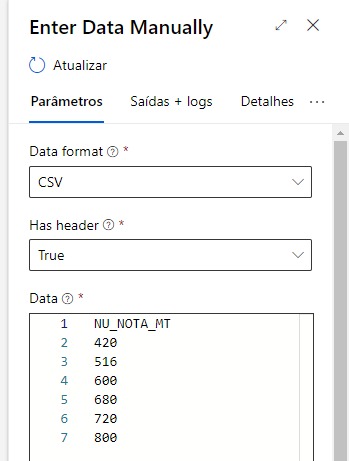 Enter Data Manually
Atualizar
Parâmetros Saídas + logs Detalhes ...
Data format *
CSV
Has header *
True
Data *
1 NU_NOTA_MT
2 420
3 516
4 600
5 680
6 720
7 800